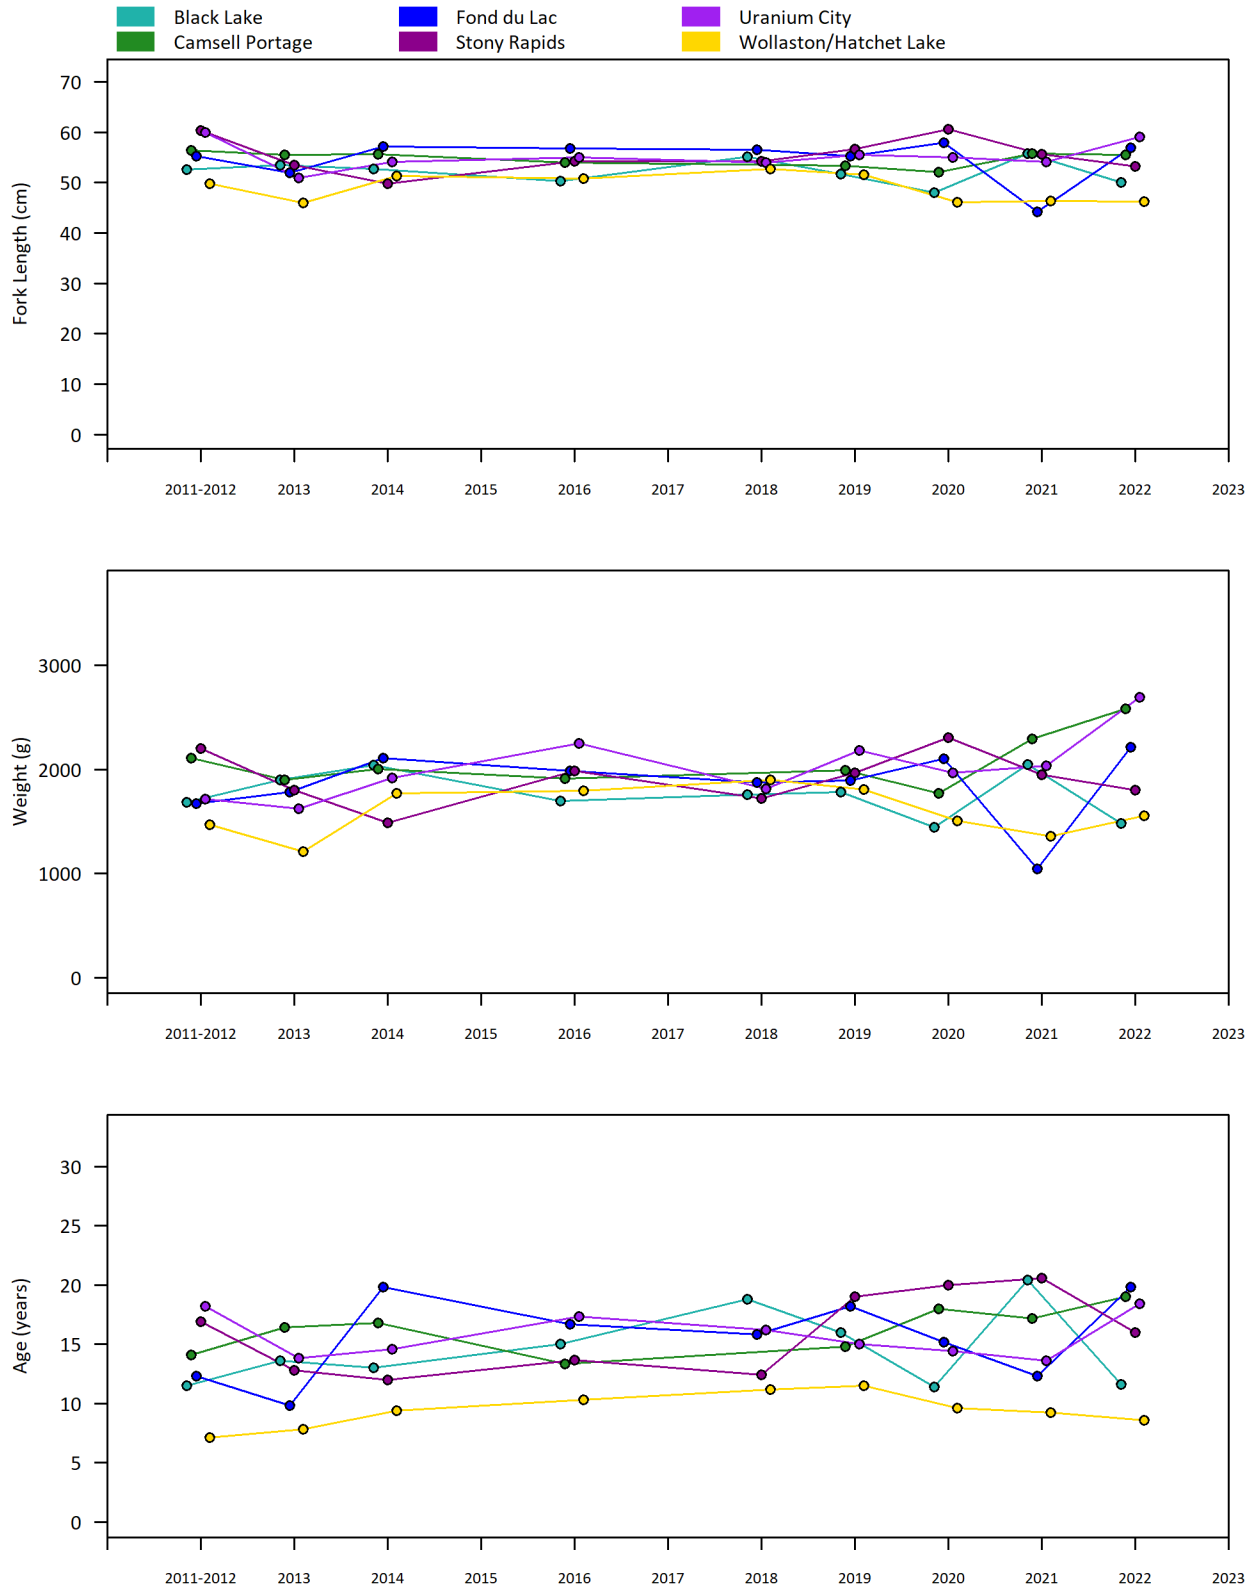 Black Lake Fond du Lac Uranium City
Camsell Portage Stony Rapids Wollaston/Hatchet Lake
Fork Length (cm)
70
60
50
40
30
20
10
0
2011-2012 2013 2014 2015 2016 2017 2018 2019 2020 2021 2022 2023
Weight (g)
3000
2000
1000
0
2011-2012 2013 2014 2015 2016 2017 2018 2019 2020 2021 2022 2023
Age (years)
30
25
20
15
10
5
0
2011-2012 2013 2014 2015 2016 2017 2018 2019 2020 2021 2022 2023